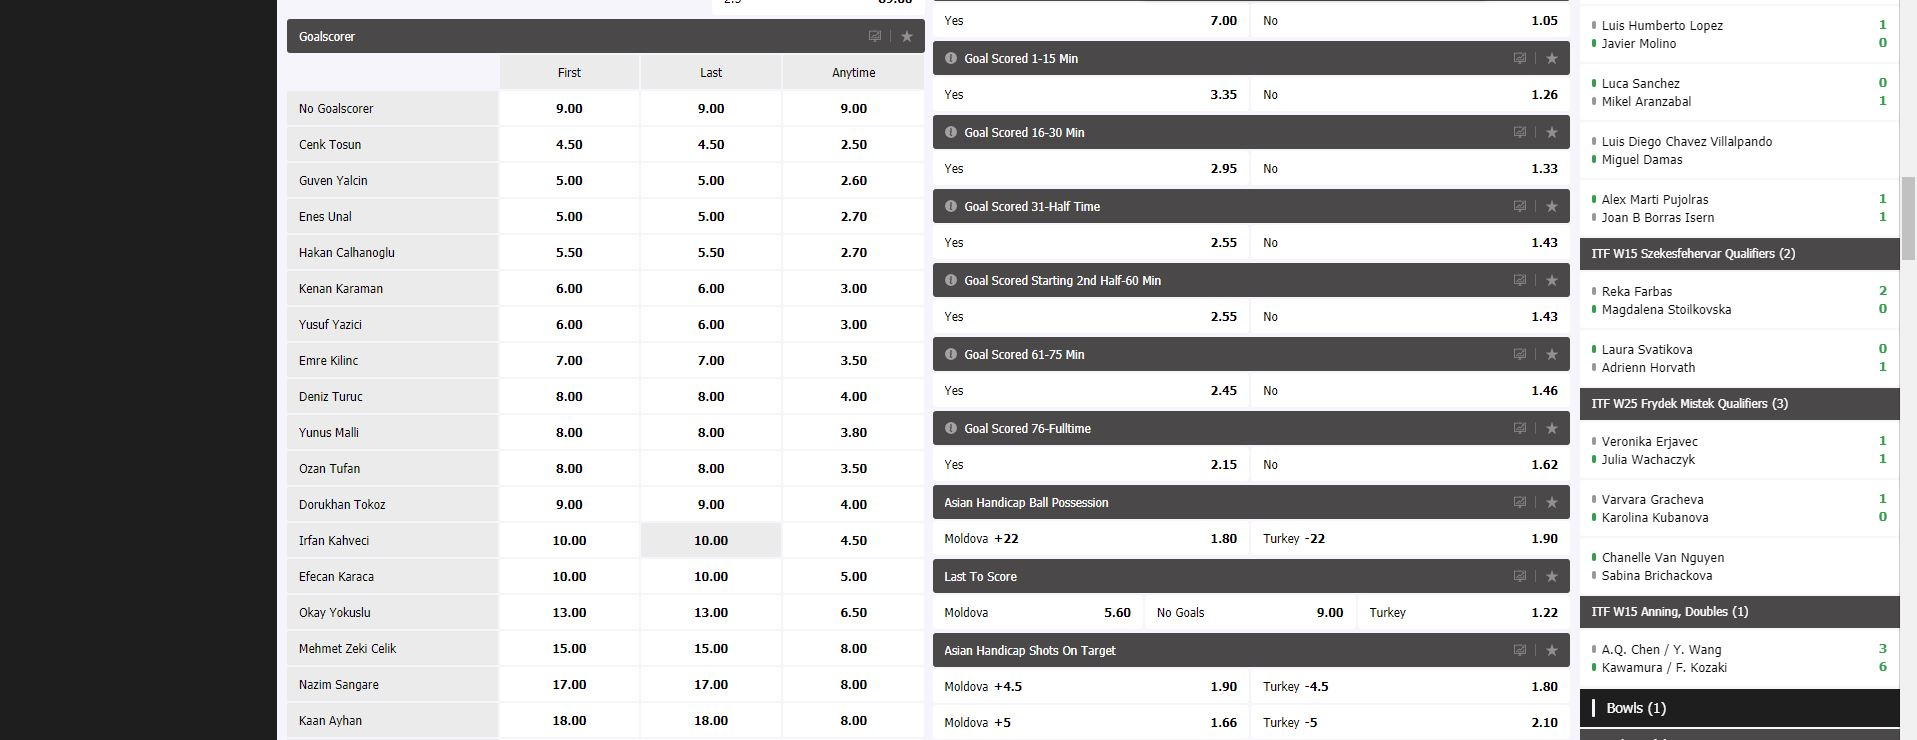 Goalscorer
First Last Anytime
No Goalscorer 9.00 9.00 9.00
Cenk Tosun 4.50 4.50 2.50
Guven Yalcin 5.00 5.00 2.60
Enes Unal 5.00 5.00 2.70
Hakan Calhanoglu 5.50 5.50 2.70
Kenan Karaman 6.00 6.00 3.00
Yusuf Yazici 6.00 6.00 3.00
Emre Kilinc 7.00 7.00 3.50
Deniz Turuc 8.00 8.00 4.00
Yunus Malli 8.00 8.00 3.80
Ozan Tufan 8.00 8.00 3.50
Dorukhan Tokoz 9.00 9.00 4.00
Irfan Kahveci 10.00 10.00 4.50
Efecan Karaca 10.00 10.00 5.00
Okay Yokuslu 13.00 13.00 6.50
Mehmet Zeki Celik 15.00 15.00 8.00
Nazim Sangare 17.00 17.00 8.00
Kaan Ayhan 18.00 18.00 8.00
Yes 7.00 No 1.05
Goal Scored 1-15 Min
Yes 3.35 No 1.26
Goal Scored 16-30 Min
Yes 2.95 No 1.33
Goal Scored 31-Half Time
Yes 2.55 No 1.43
Goal Scored Starting 2nd Half-60 Min
Yes 2.55 No 1.43
Goal Scored 61-75 Min
Yes 2.45 No 1.46
Goal Scored 76-Fulltime
Yes 2.15 No 1.62
Asian Handicap Ball Possession
Moldova +22 1.80 Turkey -22 1.90
Last To Score
Moldova 5.60 No Goals 9.00 Turkey 1.22
Asian Handicap Shots On Target
Moldova +4.5 1.90 Turkey -4.5 1.80
Moldova +5 1.66 Turkey -5 2.10
Luis Humberto Lopez 1
Javier Molino 0
Luca Sanchez 0
Mikel Aranzabal 1
Luis Diego Chavez Villalpando
Miguel Damas
Alex Marti Pujolras 1
Joan B Borras Isern 1
ITF W15 Szekesfehervar Qualifiers (2)
Reka Farbas 2
Magdalena Stoilkovska 0
Laura Svatikova 0
Adrienn Horvath 1
ITF W25 Frydek Mistek Qualifiers (3)
Veronika Erjavec 1
Julia Wachaczyk 1
Varvara Gracheva 1
Karolina Kubanova 0
Chanelle Van Nguyen
Sabina Brichackova
ITF W15 Anning, Doubles (1)
A.Q. Chen / Y. Wang 3
Kawamura / F. Kozaki 6
Bowls (1)